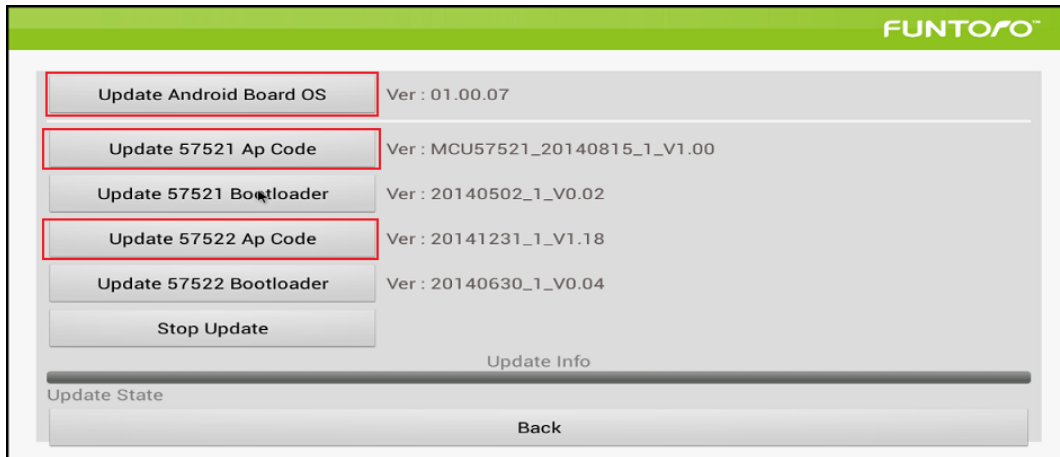 FUNTORO™
Update Android Board OS Ver : 01.00.07
Update 57521 Ap Code Ver : MCU57521_20140815_1_V1.00
Update 57521 Bootloader Ver : 20140502_1_V0.02
Update 57522 Ap Code Ver : 20141231_1_V1.18
Update 57522 Bootloader Ver : 20140630_1_V0.04
Stop Update
Update Info
Update State
Back